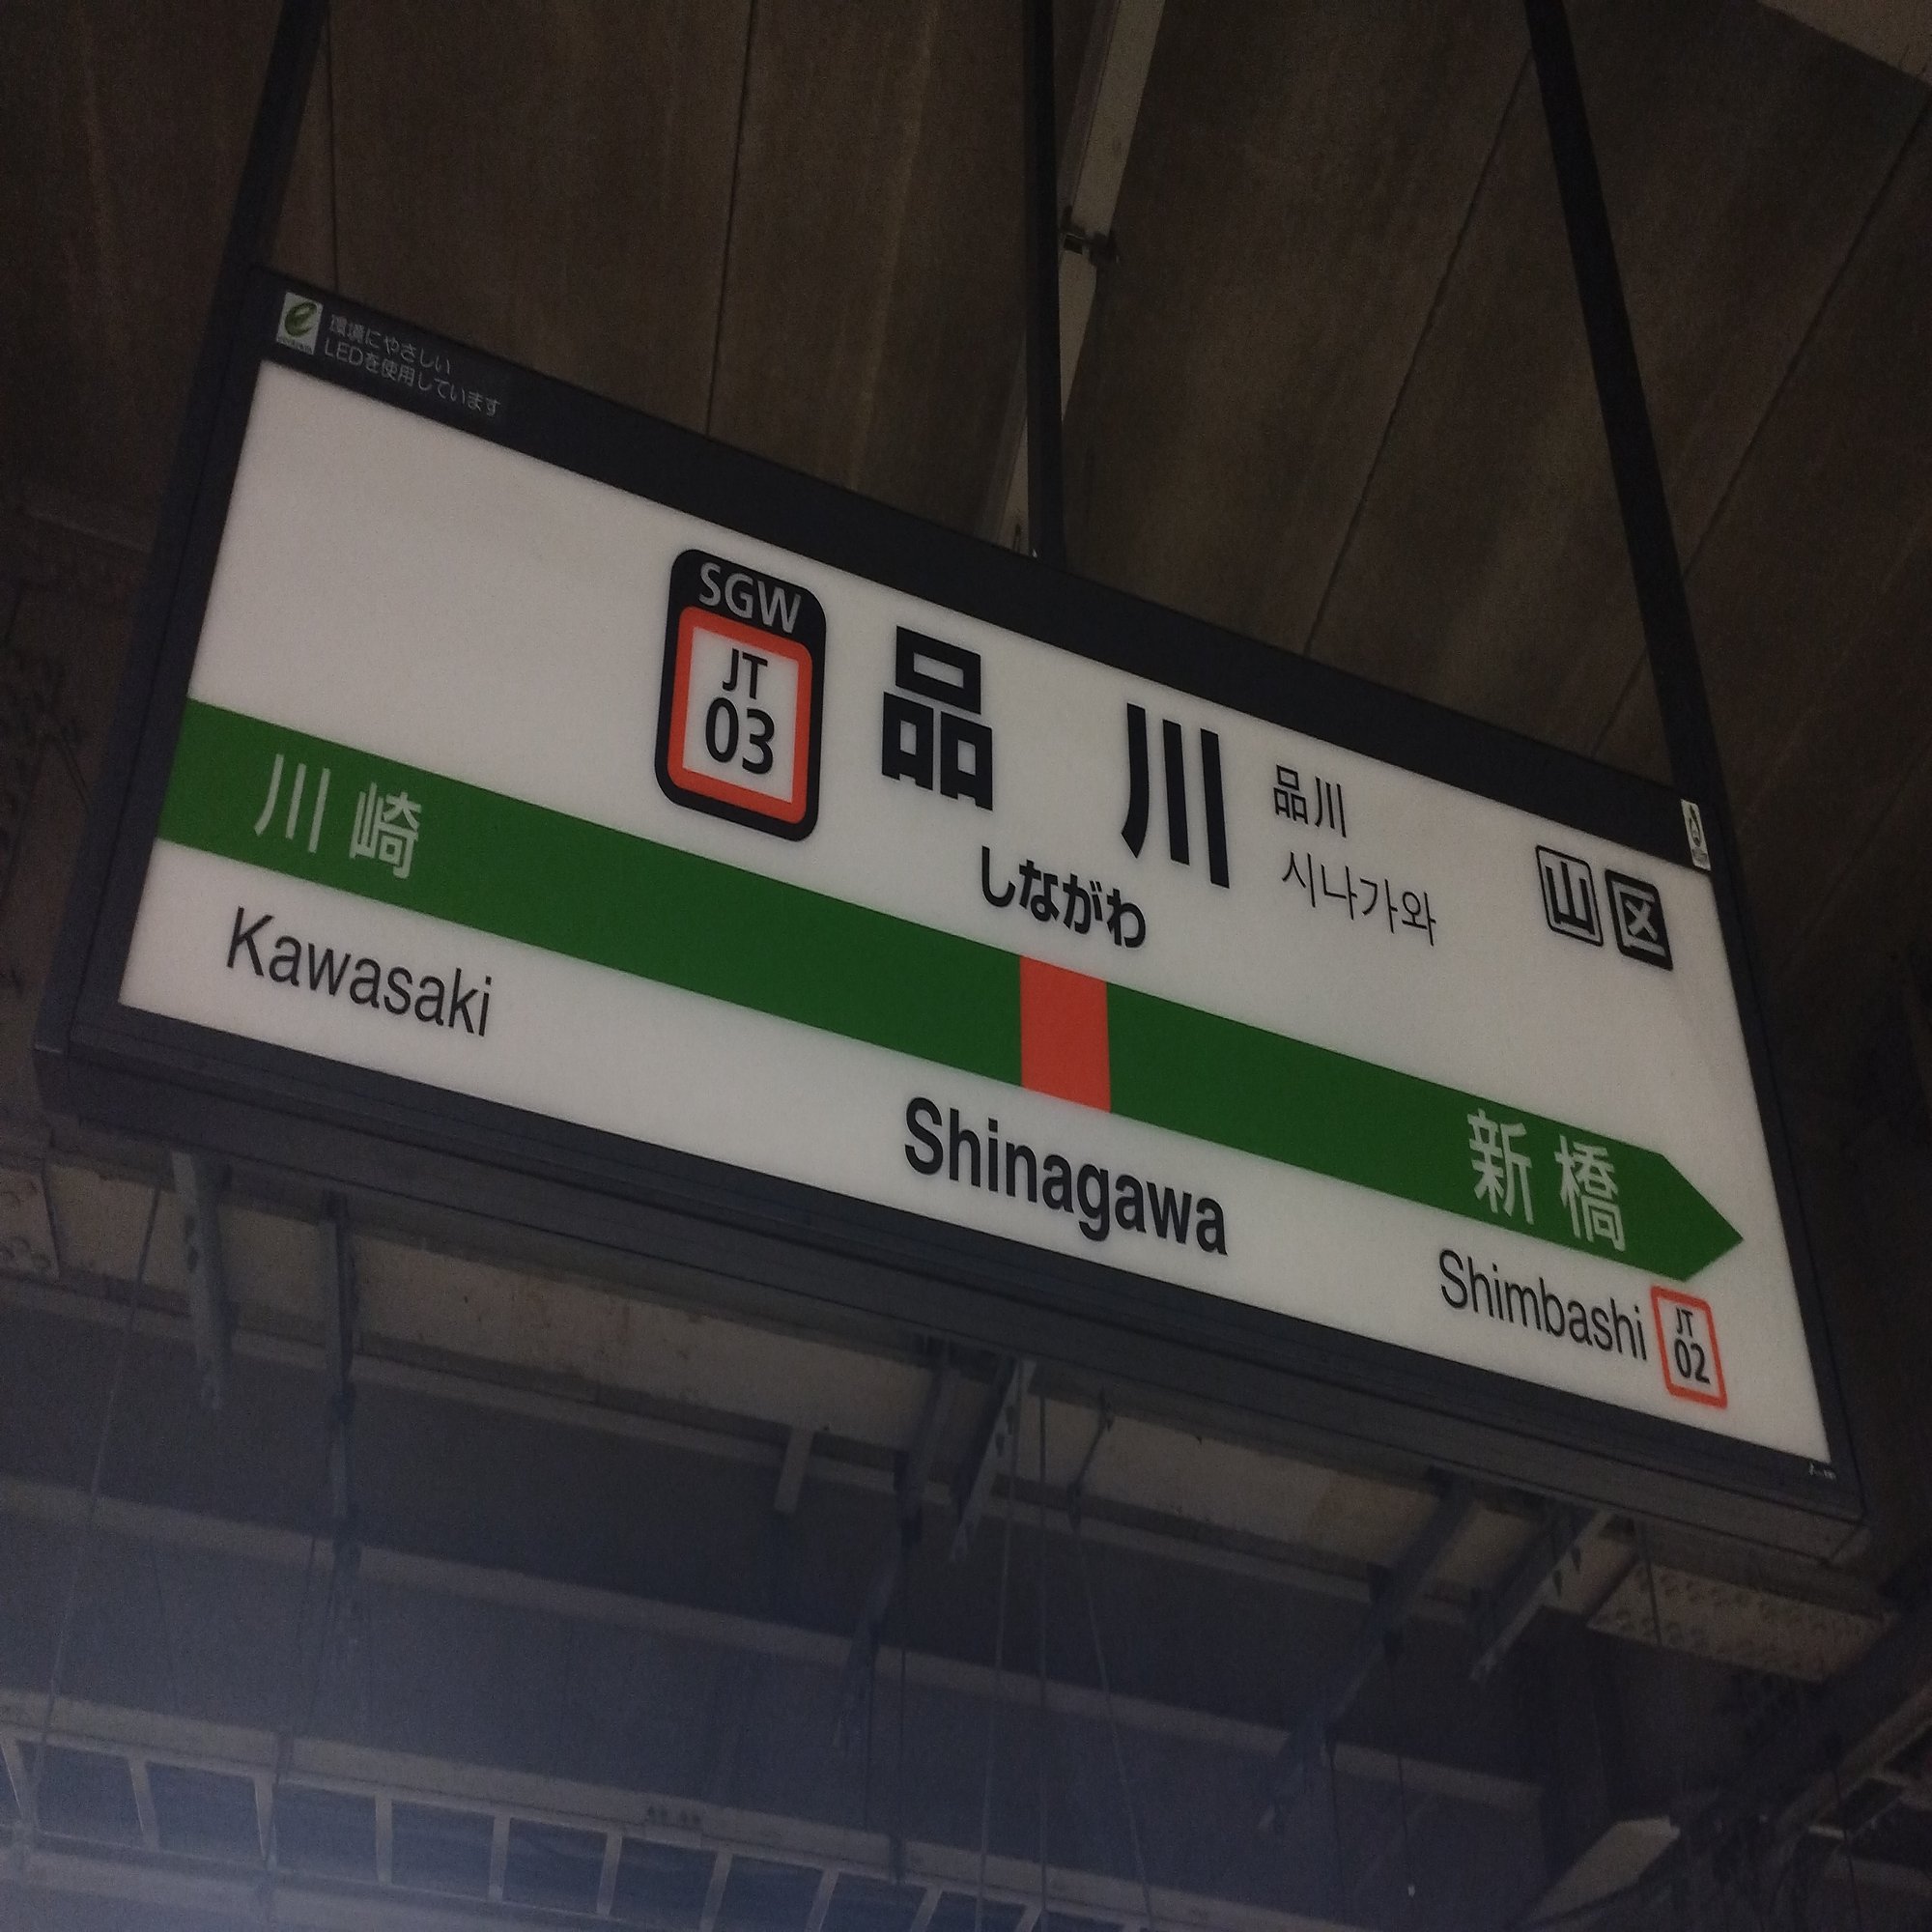 環境にやさしい
LEDを使用しています
SGW
JT
03
品川
しながわ
品川
시나가와
山 区
川崎
新橋
Kawasaki
Shinagawa
Shimbashi
JT
02